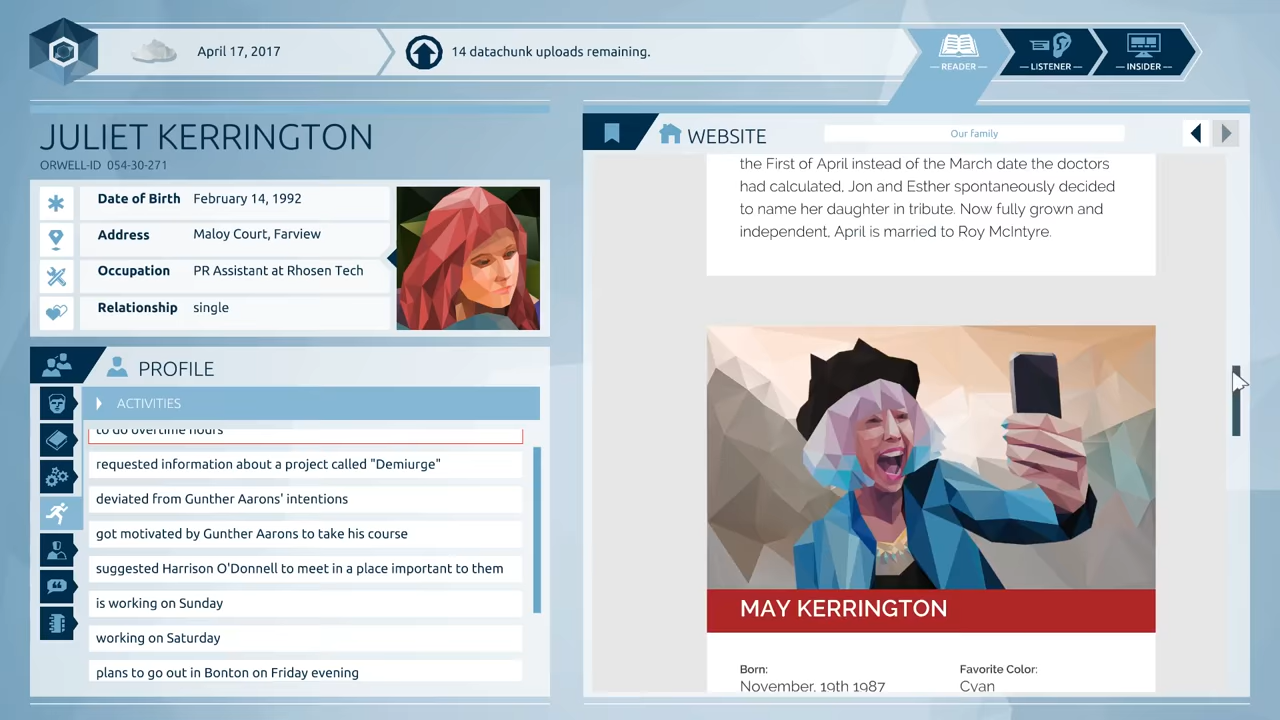 April 17, 2017
14 datachunk uploads remaining.
— READER —
— LISTENER —
— INSIDER —
JULIET KERRINGTON
ORWELL-ID 054-30-271
Date of Birth February 14, 1992
Address Maloy Court, Farview
Occupation PR Assistant at Rhosen Tech
Relationship single
PROFILE
ACTIVITIES
to do overtime hours
requested information about a project called "Demiurge"
deviated from Gunther Aarons' intentions
got motivated by Gunther Aarons to take his course
suggested Harrison O'Donnell to meet in a place important to them
is working on Sunday
working on Saturday
plans to go out in Bonton on Friday evening
WEBSITE
Our family
the First of April instead of the March date the doctors
had calculated, Jon and Esther spontaneously decided
to name her daughter in tribute. Now fully grown and
independent, April is married to Roy McIntyre.
MAY KERRINGTON
Born: Favorite Color:
November, 19th 1987 Cyan